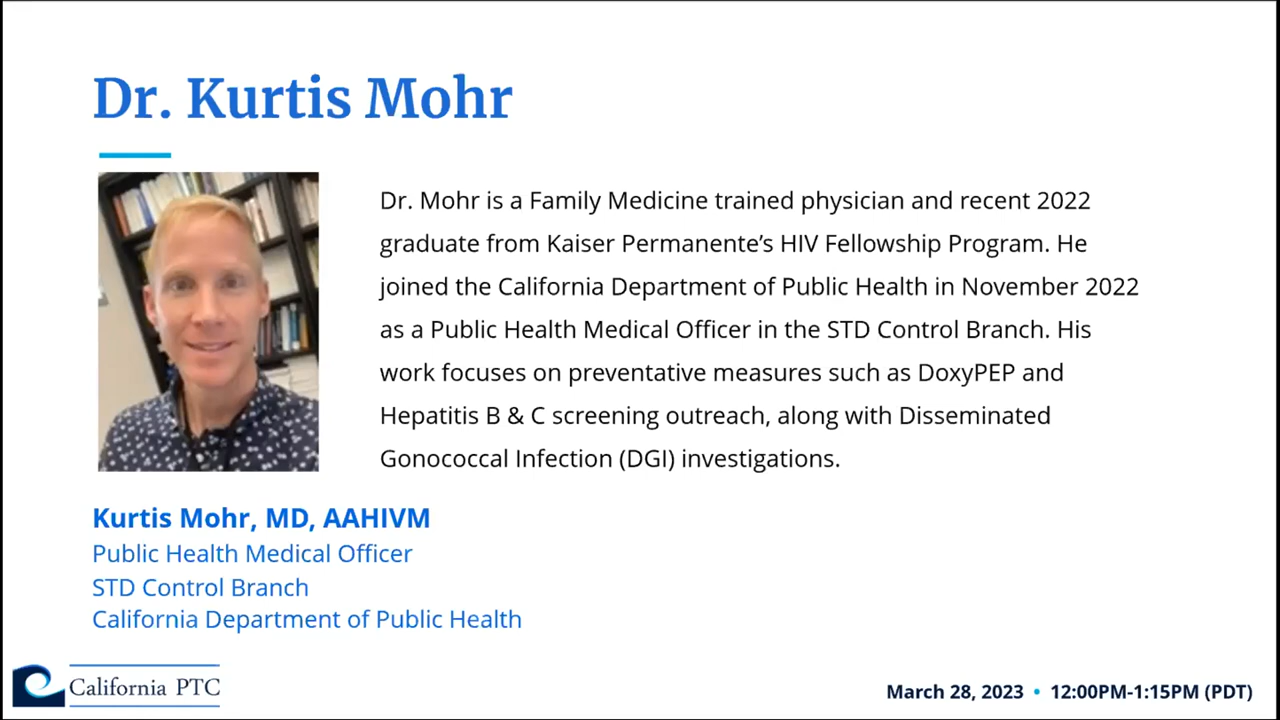 Dr. Kurtis Mohr
Dr. Mohr is a Family Medicine trained physician and recent 2022
graduate from Kaiser Permanente’s HIV Fellowship Program. He
joined the California Department of Public Health in November 2022
as a Public Health Medical Officer in the STD Control Branch. His
work focuses on preventative measures such as DoxyPEP and
Hepatitis B & C screening outreach, along with Disseminated
Gonococcal Infection (DGI) investigations.
Kurtis Mohr, MD, AAHIVM
Public Health Medical Officer
STD Control Branch
California Department of Public Health
California PTC
March 28, 2023 • 12:00PM-1:15PM (PDT)